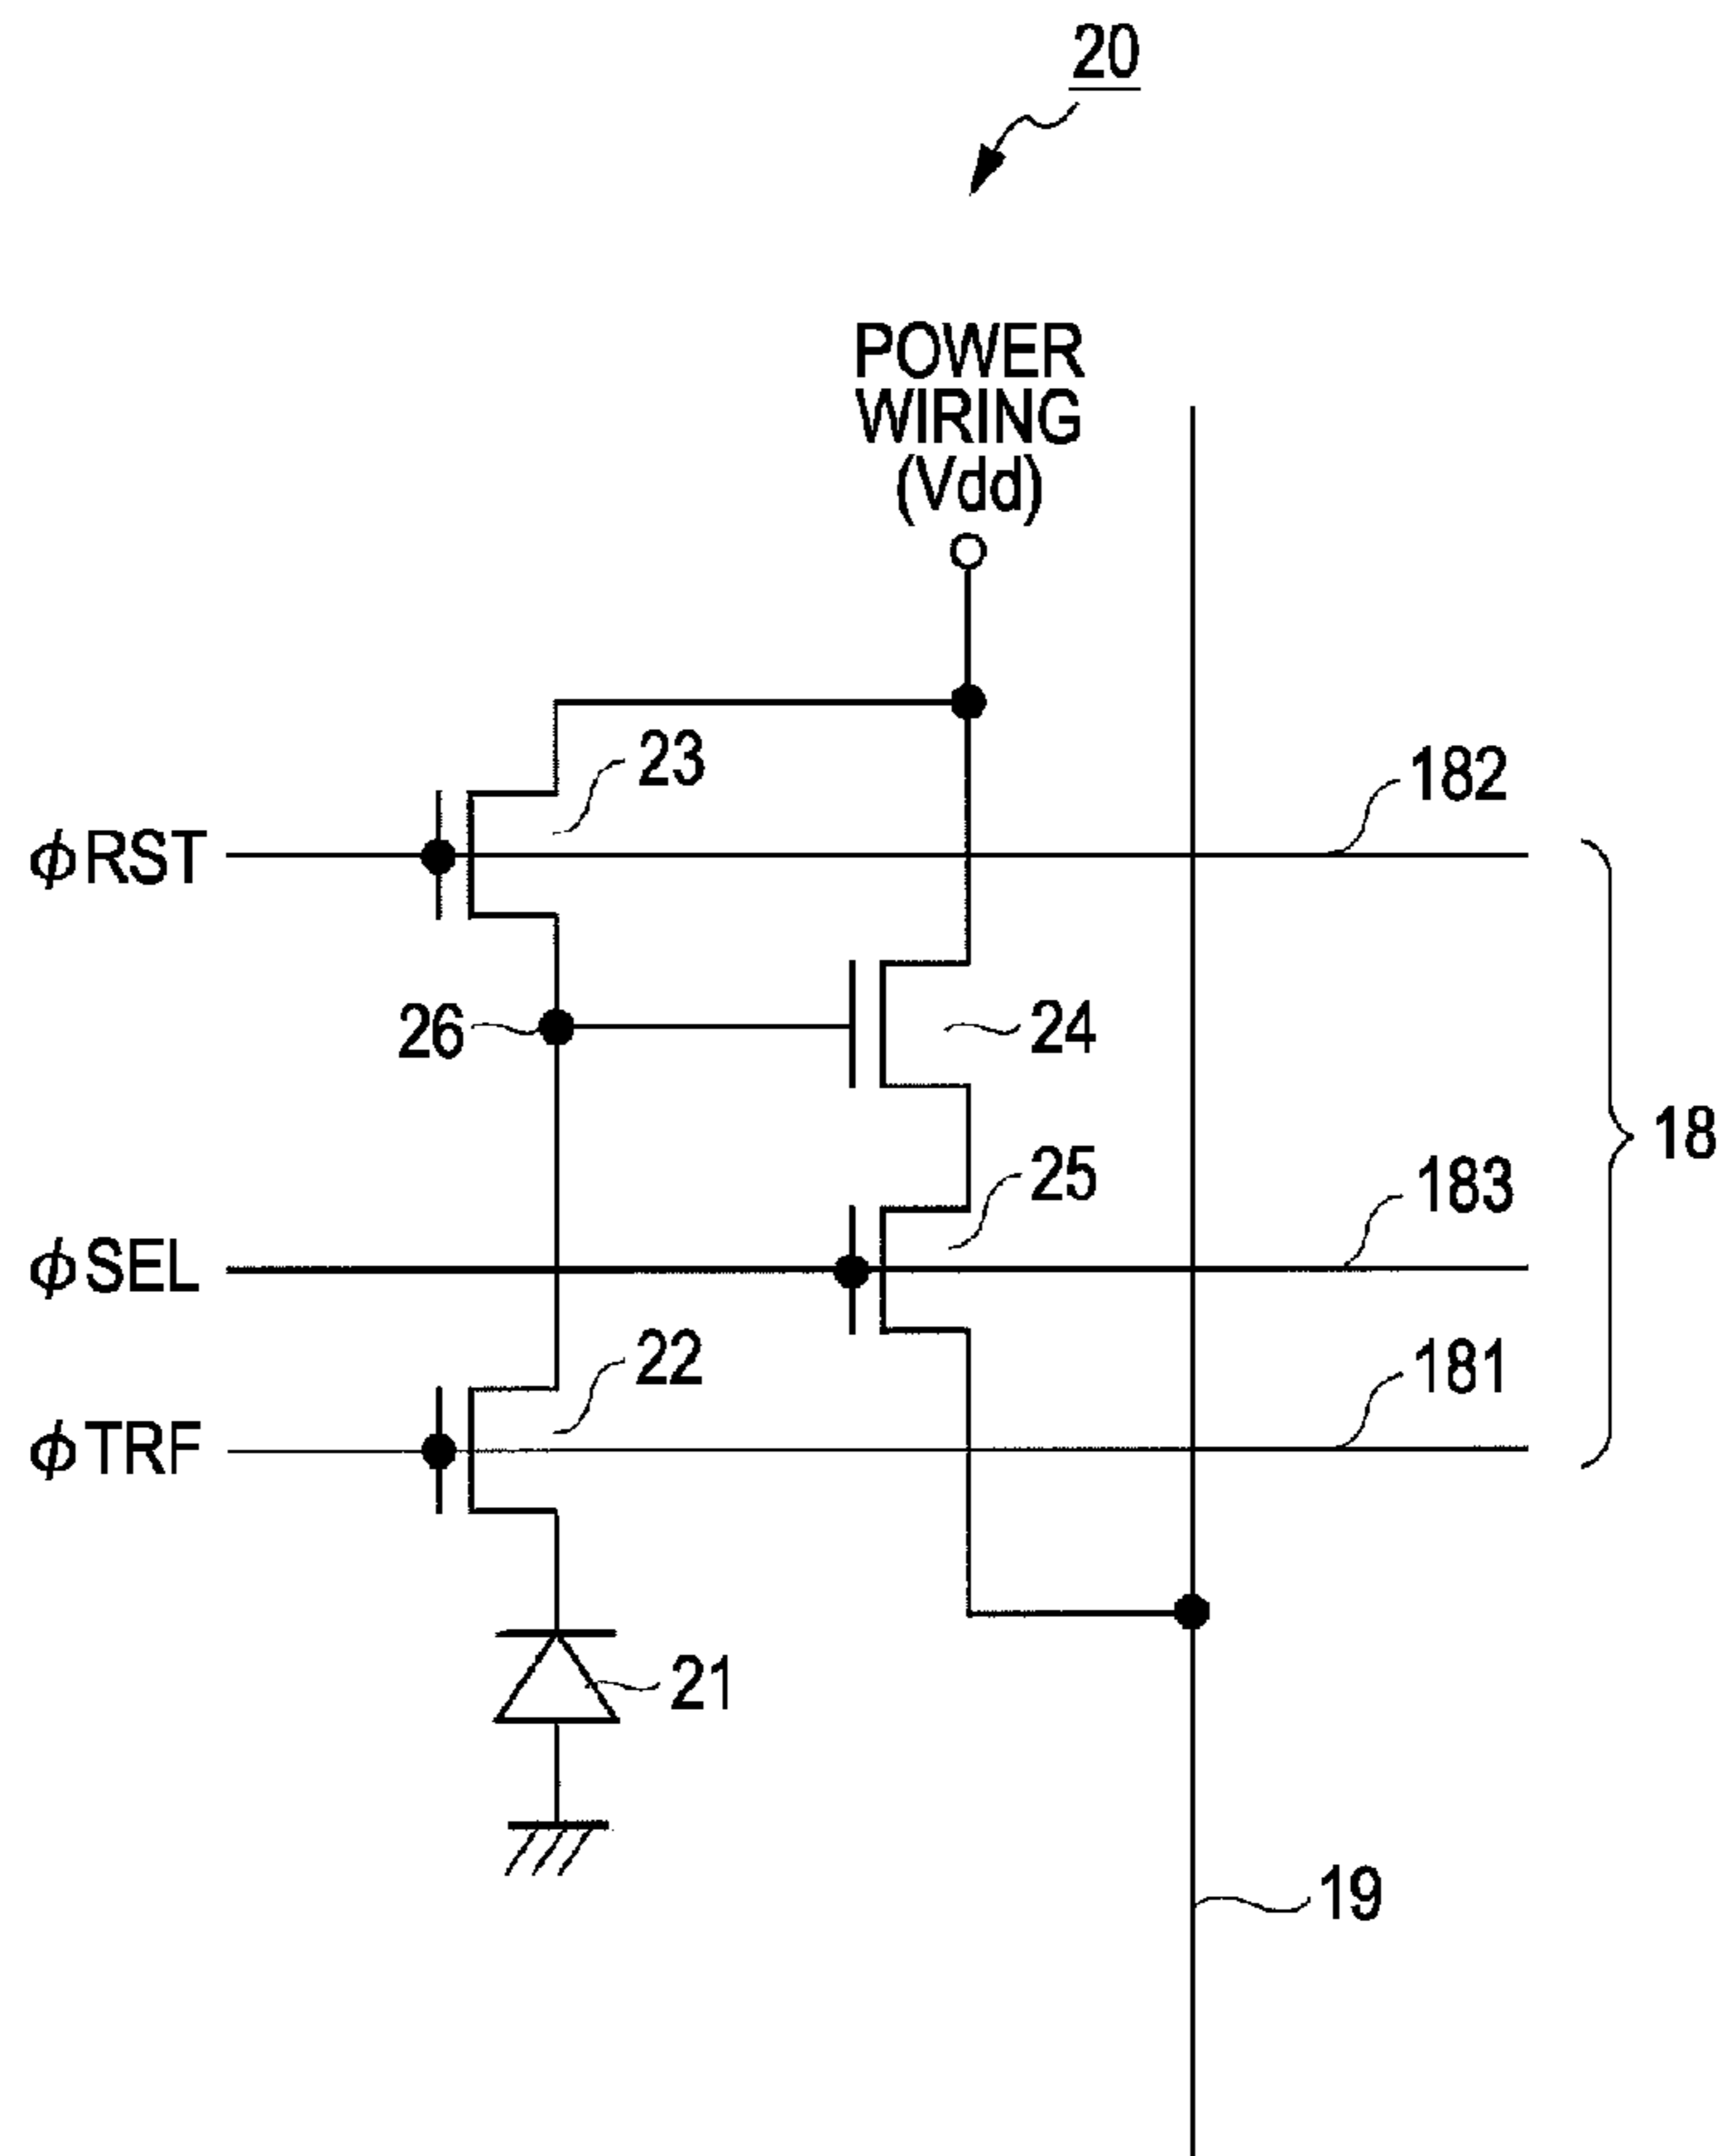 20
POWER
WIRING
(Vdd)
23
182
ϕRST
26
24
18
25
183
ϕSEL
22
181
ϕTRF
21
19